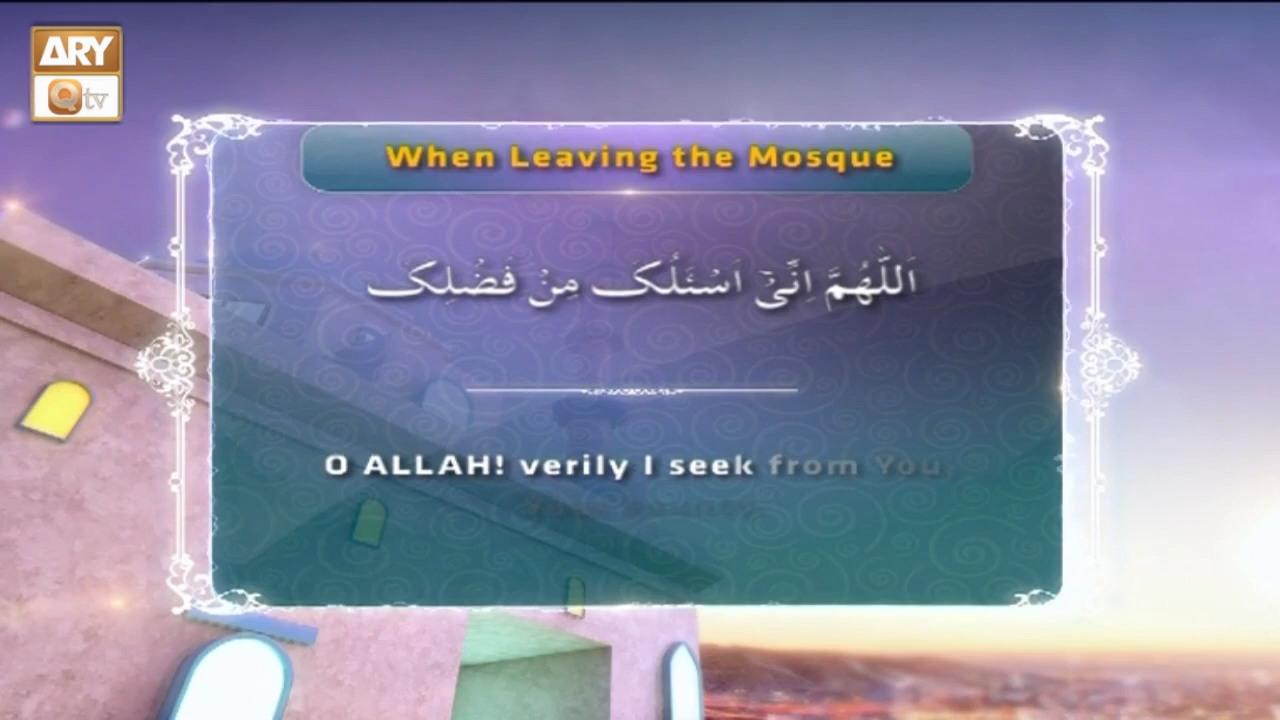 ARY
Qtv
When Leaving the Mosque
اَللّٰهُمَّ اِنِّیْٓ اَسْئَلُکَ مِنْ فَضْلِکَ
O ALLAH! verily I seek from You